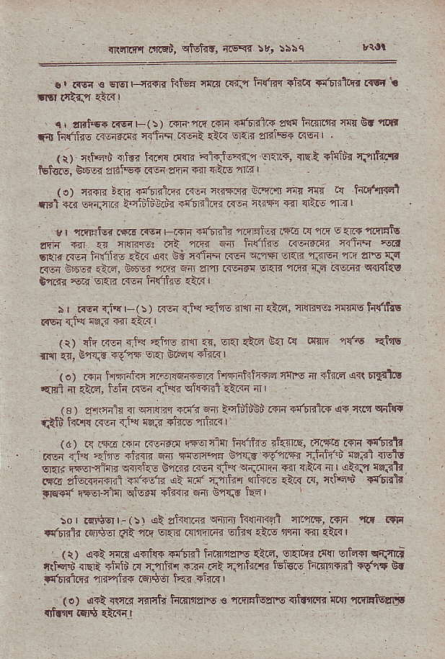 বাংলাদেশ গেজেট, অতিরিক্ত, নভেম্বর ১৮, ১৯৯৭ ৮২৩৭
৬। বেতন ও ভাতা।—সরকার বিভিন্ন সময়ে যেরূপ নির্ধারণ করিবে কর্মচারীদের বেতন ও
ভাতা সেইরূপ হইবে।
৭। প্রারম্ভিক বেতন।—(১) কোন পদে কোন কর্মচারীকে প্রথম নিয়োগের সময় উক্ত পদের
জন্য নির্ধারিত বেতনক্রমের সর্বনিম্ন বেতনই হইবে তাহার প্রারম্ভিক বেতন।
(২) সংশ্লিষ্ট ব্যক্তির বিশেষ মেধার স্বীকৃতিস্বরূপ তাহাকে, বাছাই কমিটির সুপারিশের
ভিত্তিতে, উচ্চতর প্রারম্ভিক বেতন প্রদান করা যাইতে পারে।
(৩) সরকার ইহার কর্মচারীদের বেতন সংরক্ষণের উদ্দেশ্যে সময় সময় যে নির্দেশাবলী
জারী করে তদনুসারে ইনস্টিটিউটের কর্মচারীদের বেতন সংরক্ষণ করা যাইতে পারে।
৮। পদোন্নতির ক্ষেত্রে বেতন।—কোন কর্মচারীর পদোন্নতির ক্ষেত্রে যে পদে তাহাকে পদোন্নতি
প্রদান করা হয় সাধারণতঃ সেই পদের জন্য নির্ধারিত বেতনক্রমের সর্বনিম্ন স্তরে
তাহার বেতন নির্ধারিত হইবে এবং উক্ত সর্বনিম্ন বেতন অপেক্ষা তাহার পুরাতন পদে প্রাপ্ত মূল
বেতন উচ্চতর হইলে, উচ্চতর পদের জন্য প্রাপ্য বেতনক্রম তাহার পদের মূল বেতনের অব্যবহিত
উপরের স্তরে তাহার বেতন নির্ধারিত হইবে।
৯। বেতন বৃদ্ধি।—(১) বেতন বৃদ্ধি স্থগিত রাখা না হইলে, সাধারণতঃ সময়মত নির্ধারিত
বেতন বৃদ্ধি মঞ্জুর করা হইবে।
(২) যদি বেতন বৃদ্ধি স্থগিত রাখা হয়, তাহা হইলে উহা যে মেয়াদ পর্যন্ত স্থগিত
রাখা হয়, উপযুক্ত কর্তৃপক্ষ তাহা উল্লেখ করিবে।
(৩) কোন শিক্ষানবিস সন্তোষজনকভাবে শিক্ষানবিসিকাল সমাপ্ত না করিলে এবং চাকুরীতে
স্থায়ী না হইলে, তিনি বেতন বৃদ্ধির অধিকারী হইবেন না।
(৪) প্রশংসনীয় বা অসাধারণ কর্মের জন্য ইনস্টিটিউট কোন কর্মচারীকে এক সংগে অনধিক
দুইটি বিশেষ বেতন বৃদ্ধি মঞ্জুর করিতে পারিবে।
(৫) যে ক্ষেত্রে কোন বেতনক্রমে দক্ষতা সীমা নির্ধারিত রহিয়াছে, সেক্ষেত্রে কোন কর্মচারীর
বেতন বৃদ্ধি স্থগিত করিবার জন্য ক্ষমতাসম্পন্ন উপযুক্ত কর্তৃপক্ষের সুনির্দিষ্ট মঞ্জুরী ব্যতীত
তাহার দক্ষতা-সীমার অব্যবহিত উপরের বেতন বৃদ্ধি অনুমোদন করা যাইবে না। এইরূপ মঞ্জুরীর
ক্ষেত্রে প্রতিবেদনকারী কর্মকর্তার এই মর্মে সুপারিশ থাকিতে হইবে যে, সংশ্লিষ্ট কর্মচারীর
কাজকর্ম দক্ষতা-সীমা অতিক্রম করিবার জন্য উপযুক্ত ছিল।
১০। জ্যেষ্ঠতা।—(১) এই প্রবিধানের অন্যান্য বিধানাবলী সাপেক্ষে, কোন পদে কোন
কর্মচারীর জ্যেষ্ঠতা সেই পদে তাহার যোগদানের তারিখ হইতে গণনা করা হইবে।
(২) একই সময়ে একাধিক কর্মচারী নিয়োগপ্রাপ্ত হইলে, তাহাদের মেধা তালিকা অনুসারে
সংশ্লিষ্ট বাছাই কমিটি যে সুপারিশ করেন সেই সুপারিশের ভিত্তিতে নিয়োগকারী কর্তৃপক্ষ উক্ত
কর্মচারীদের পারস্পরিক জ্যেষ্ঠতা স্থির করিবে।
(৩) একই বৎসরে সরাসরি নিয়োগপ্রাপ্ত ও পদোন্নতিপ্রাপ্ত ব্যক্তিগণের মধ্যে পদোন্নতিপ্রাপ্ত
ব্যক্তিগণ জ্যেষ্ঠ হইবেন।